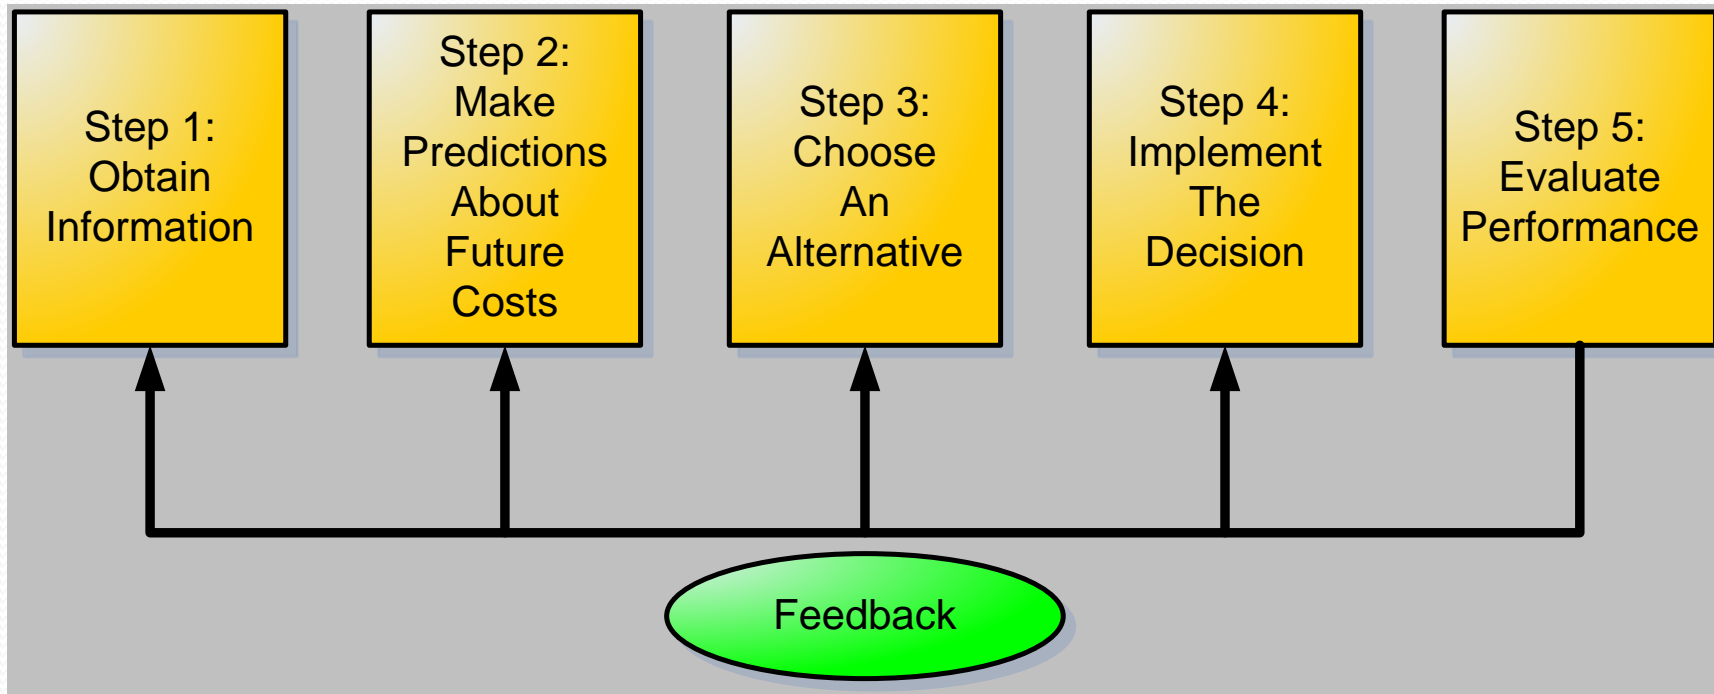 Step 1:
Obtain
Information
Step 2:
Make
Predictions
About
Future
Costs
Step 3:
Choose
An
Alternative
Step 4:
Implement
The
Decision
Step 5:
Evaluate
Performance
Feedback